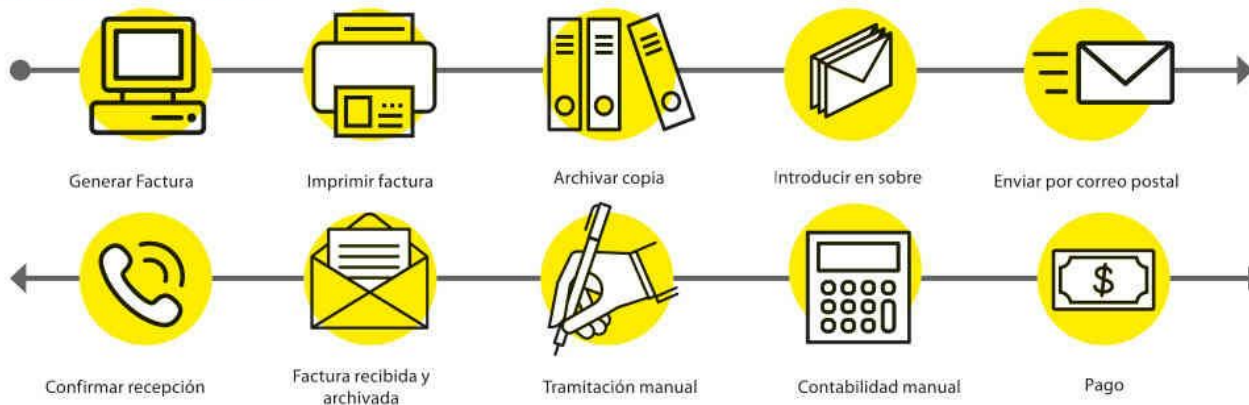 Generar Factura
Imprimir factura
Archivar copia
Introducir en sobre
Enviar por correo postal
$
Confirmar recepción
Factura recibida y
archivada
Tramitación manual
Contabilidad manual
Pago